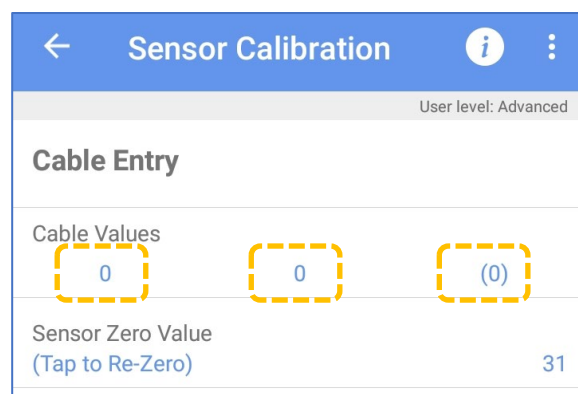 Sensor Calibration i
User level: Advanced
Cable Entry
Cable Values
0 0 (0)
Sensor Zero Value
(Tap to Re-Zero) 31